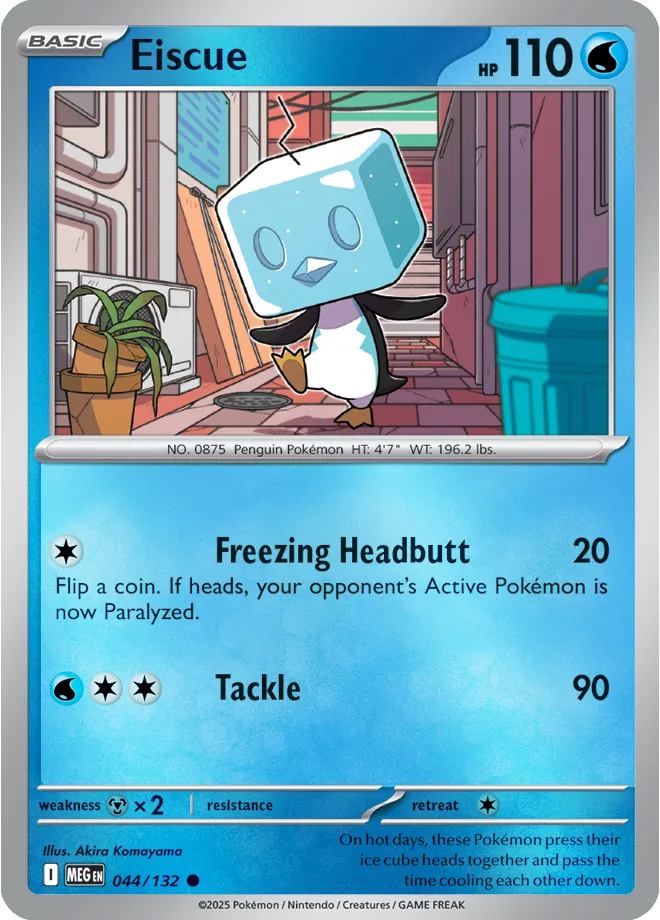 BASIC
Eiscue
HP 110
NO. 0875 Penguin Pokémon HT: 4'7" WT: 196.2 lbs.
Freezing Headbutt 20
Flip a coin. If heads, your opponent's Active Pokémon is
now Paralyzed.
Tackle 90
weakness ×2 resistance retreat
Illus. Akira Komayama
I MEG EN 044/132
On hot days, these Pokémon press their
ice cube heads together and pass the
time cooling each other down.
©2025 Pokémon / Nintendo / Creatures / GAME FREAK